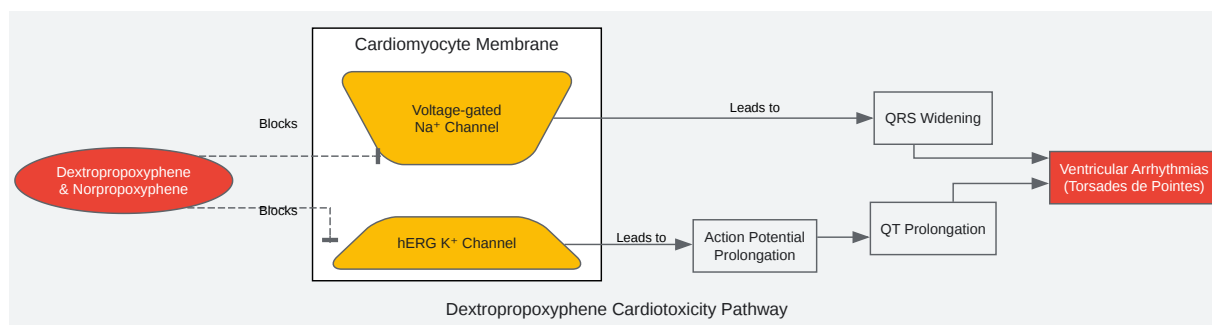 Cardiomyocyte Membrane
Voltage-gated
Na⁺ Channel
Leads to
QRS Widening
Blocks
Dextropropoxyphene
& Norpropoxyphene
Ventricular Arrhythmias
(Torsades de Pointes)
Blocks
hERG K⁺ Channel
Leads to
Action Potential
Prolongation
QT Prolongation
Dextropropoxyphene Cardiotoxicity Pathway